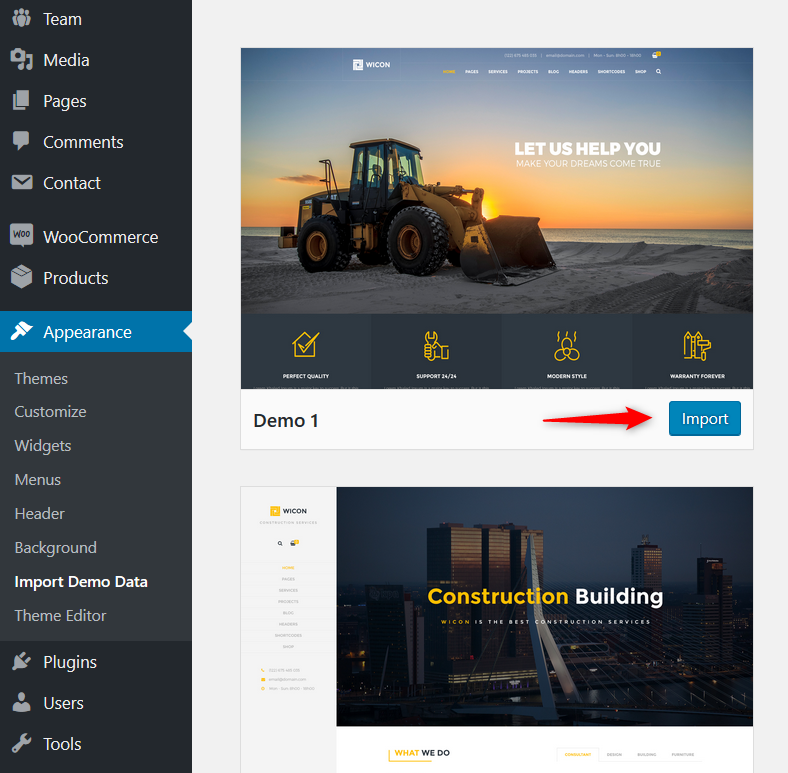 Team
Media
Pages
Comments
Contact
WOO
WooCommerce
Products
Appearance
Themes
Customize
Widgets
Menus
Header
Background
Import Demo Data
Theme Editor
Plugins
Users
Tools
WICON
HOME PAGES SERVICES PROJECTS BLOG HEADERS SHORTCODES SHOP
LET US HELP YOU
MAKE YOUR DREAMS COME TRUE
PERFECT QUALITY
SUPPORT 24/24
MODERN STYLE
WARRANTY FOREVER
Demo 1
Import
WICON
CONSTRUCTION SERVICES
HOME
PAGES
SERVICES
PROJECTS
BLOG
HEADERS
SHORTCODES
SHOP
email@domain.com
Construction Building
WICON IS THE BEST CONSTRUCTION SERVICES
WHAT WE DO
CONSULTANT DESIGN BUILDING FURNITURE